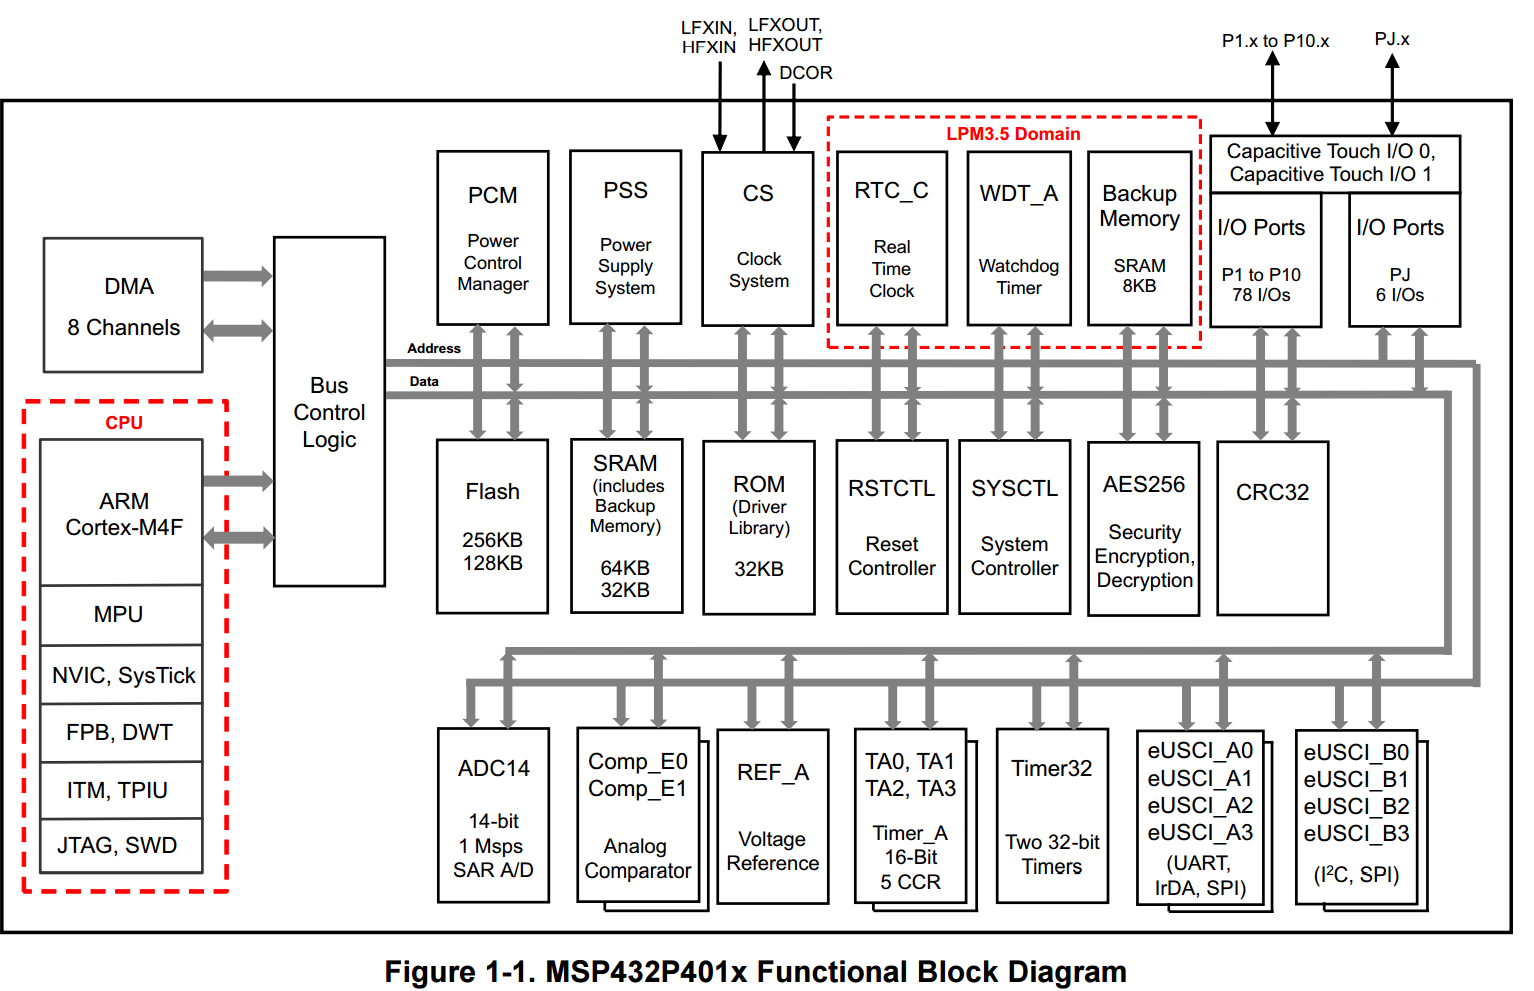 LFXIN,
HFXIN
LFXOUT,
HFXOUT
DCOR
P1.x to P10.x
PJ.x
LPM3.5 Domain
Capacitive Touch I/O 0,
Capacitive Touch I/O 1
PCM
Power
Control
Manager
PSS
Power
Supply
System
CS
Clock
System
RTC_C
Real
Time
Clock
WDT_A
Watchdog
Timer
Backup
Memory
SRAM
8KB
I/O Ports
P1 to P10
78 I/Os
I/O Ports
PJ
6 I/Os
DMA
8 Channels
Bus
Control
Logic
Address
Data
CPU
ARM
Cortex-M4F
MPU
NVIC, SysTick
FPB, DWT
ITM, TPIU
JTAG, SWD
Flash
256KB
128KB
SRAM
(includes
Backup
Memory)
64KB
32KB
ROM
(Driver
Library)
32KB
RSTCTL
Reset
Controller
SYSCTL
System
Controller
AES256
Security
Encryption,
Decryption
CRC32
ADC14
14-bit
1 Msps
SAR A/D
Comp_E0
Comp_E1
Analog
Comparator
REF_A
Voltage
Reference
TA0, TA1
TA2, TA3
Timer_A
16-Bit
5 CCR
Timer32
Two 32-bit
Timers
eUSCI_A0
eUSCI_A1
eUSCI_A2
eUSCI_A3
(UART,
IrDA, SPI)
eUSCI_B0
eUSCI_B1
eUSCI_B2
eUSCI_B3
(I²C, SPI)
Figure 1-1. MSP432P401x Functional Block Diagram